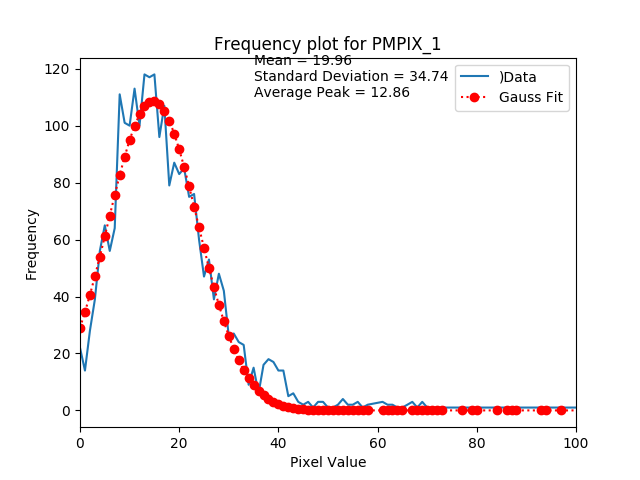 Frequency plot for PMPIX_1
Mean = 19.96
Standard Deviation = 34.74
Average Peak = 12.86
)Data
Gauss Fit
120
100
80
60
40
20
0
Frequency
0 20 40 60 80 100
Pixel Value